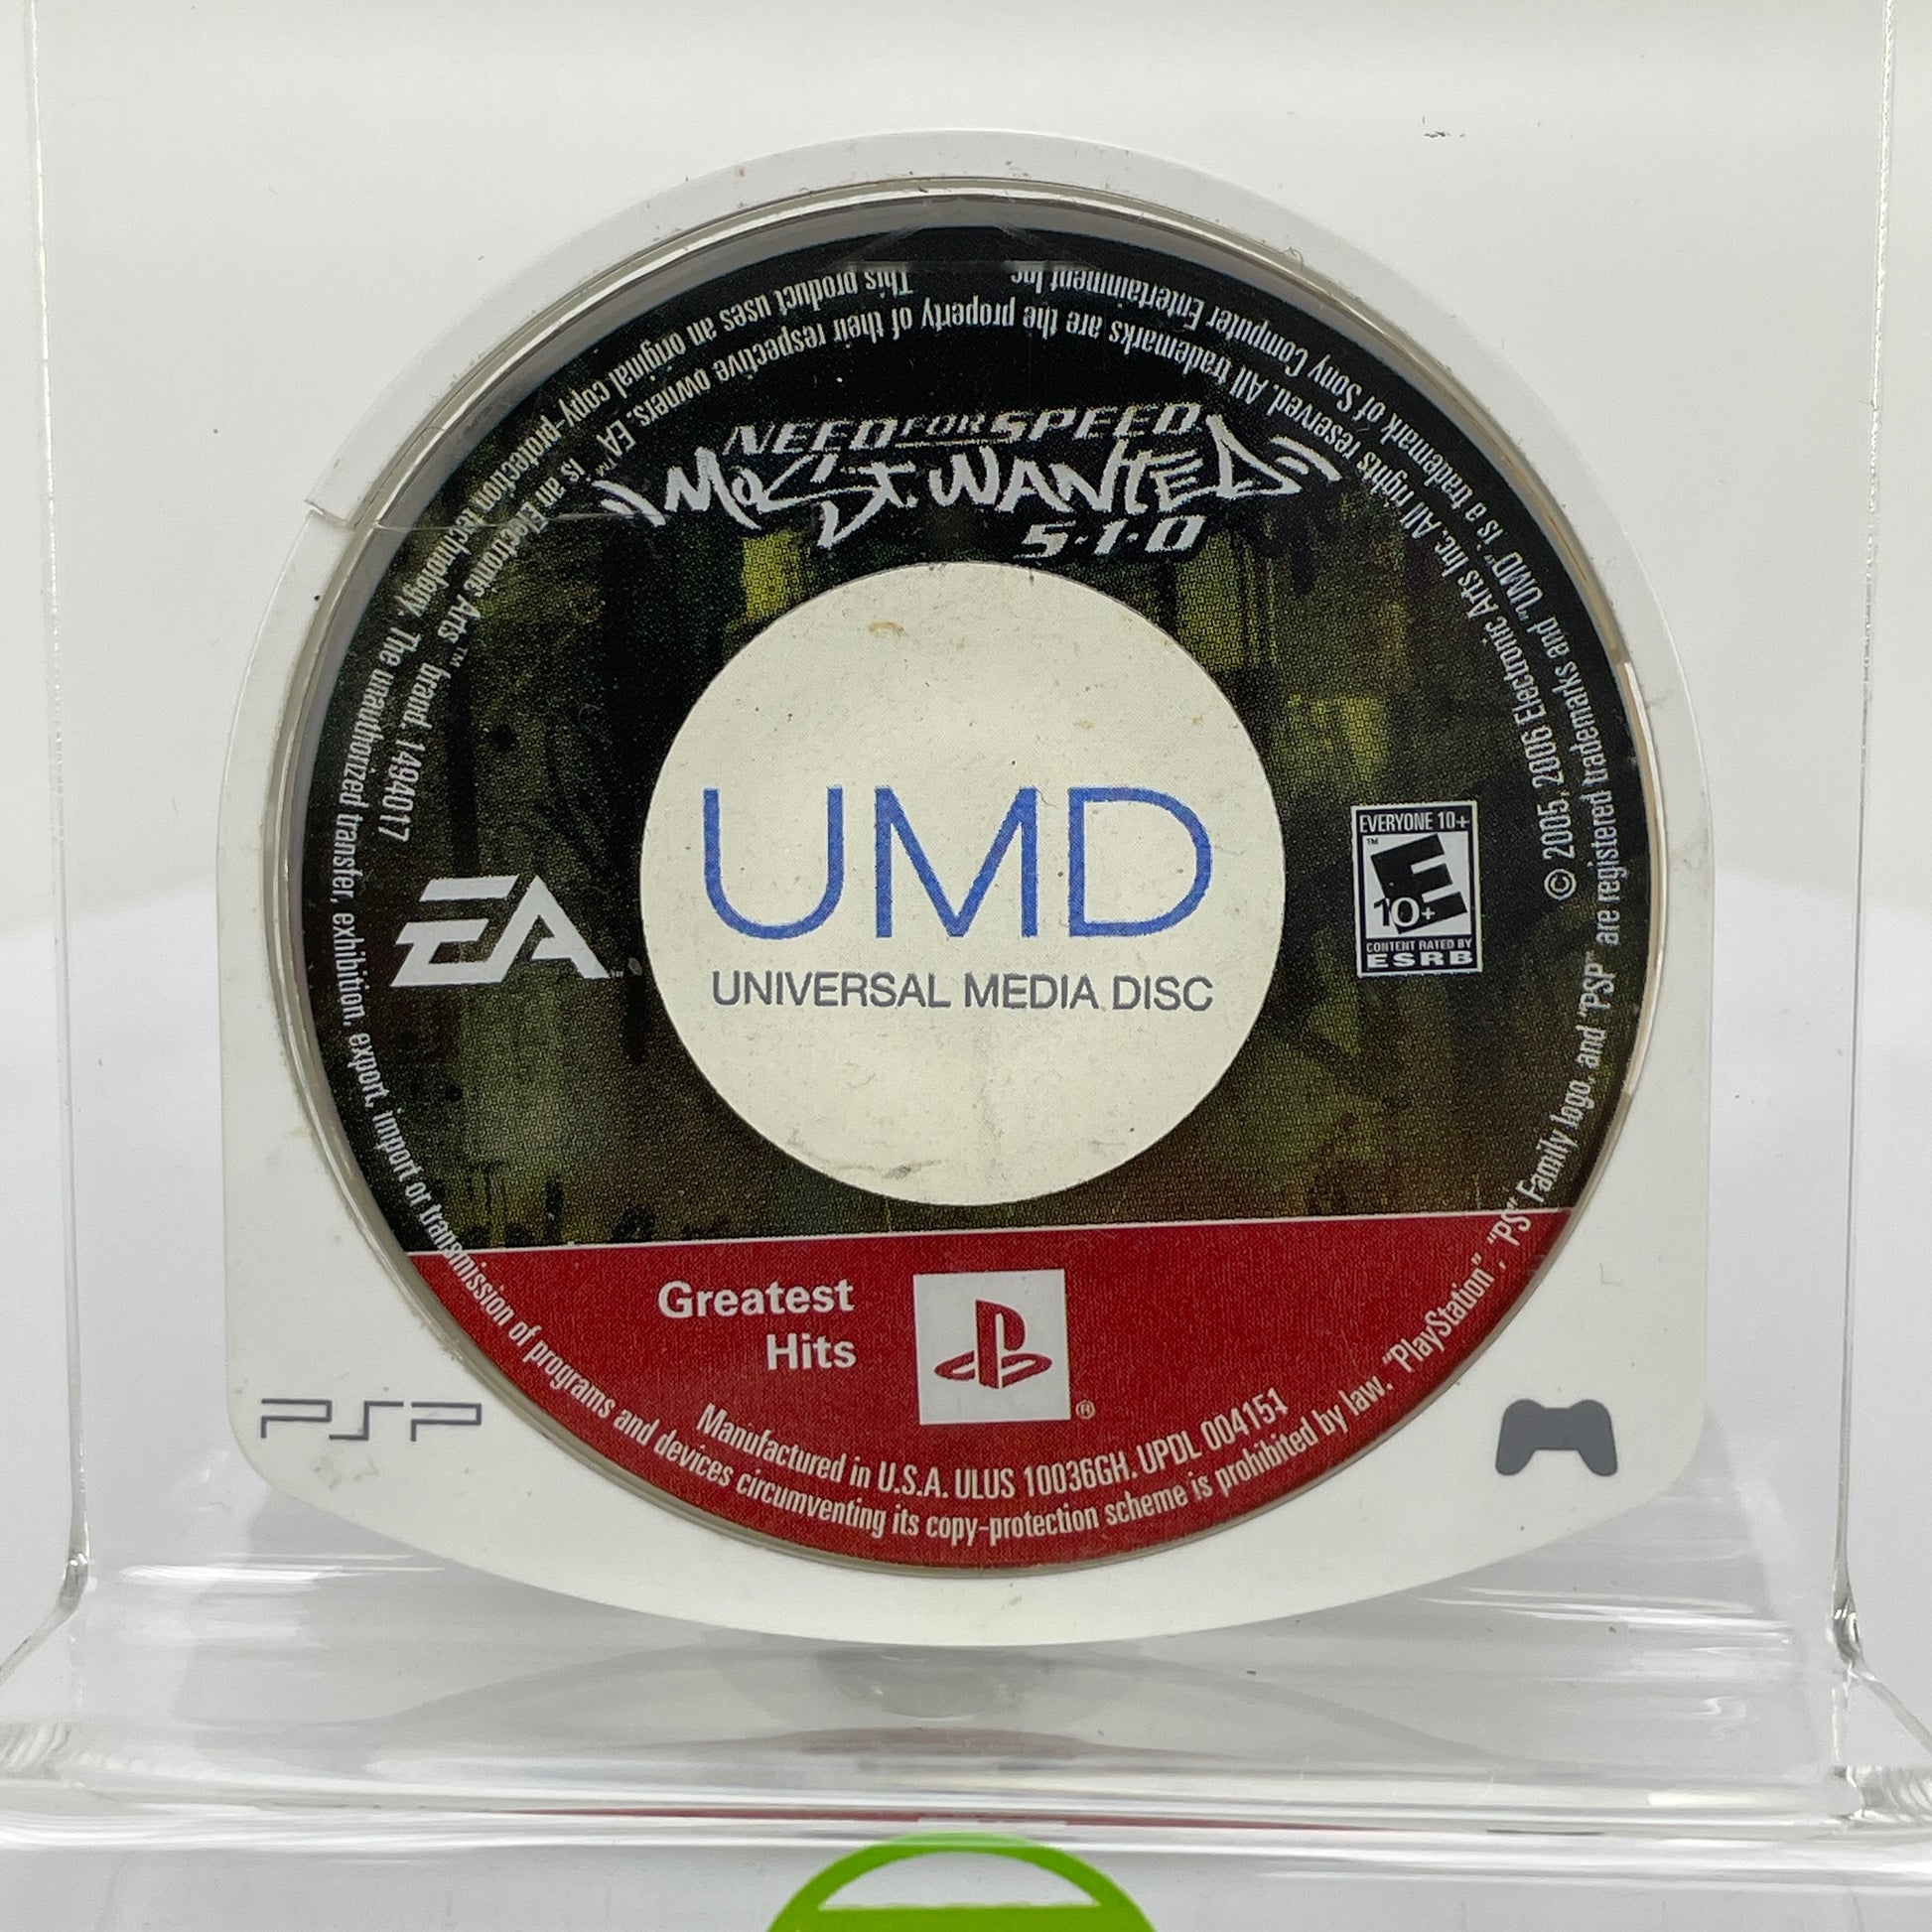 NEED FOR SPEED
MOST WANTED
5-1-0
UMD
UNIVERSAL MEDIA DISC
EA™
EVERYONE 10+
™
E
10+
CONTENT RATED BY
ESRB
Greatest
Hits
®
PSP
Manufactured in U.S.A. ULUS 10036GH. UPDL 004151
© 2005, 2006 Electronic Arts Inc. All rights reserved. All trademarks are the property of their respective owners. EA™ is an Electronic Arts™ brand. 1494017
"PlayStation", "PS" Family logo, and "PSP" are registered trademarks and "UMD" is a trademark of Sony Computer Entertainment Inc
This product uses an original copy-protection technology. The unauthorized transfer, exhibition, export, import or transmission of programs and devices circumventing its copy-protection scheme is prohibited by law.